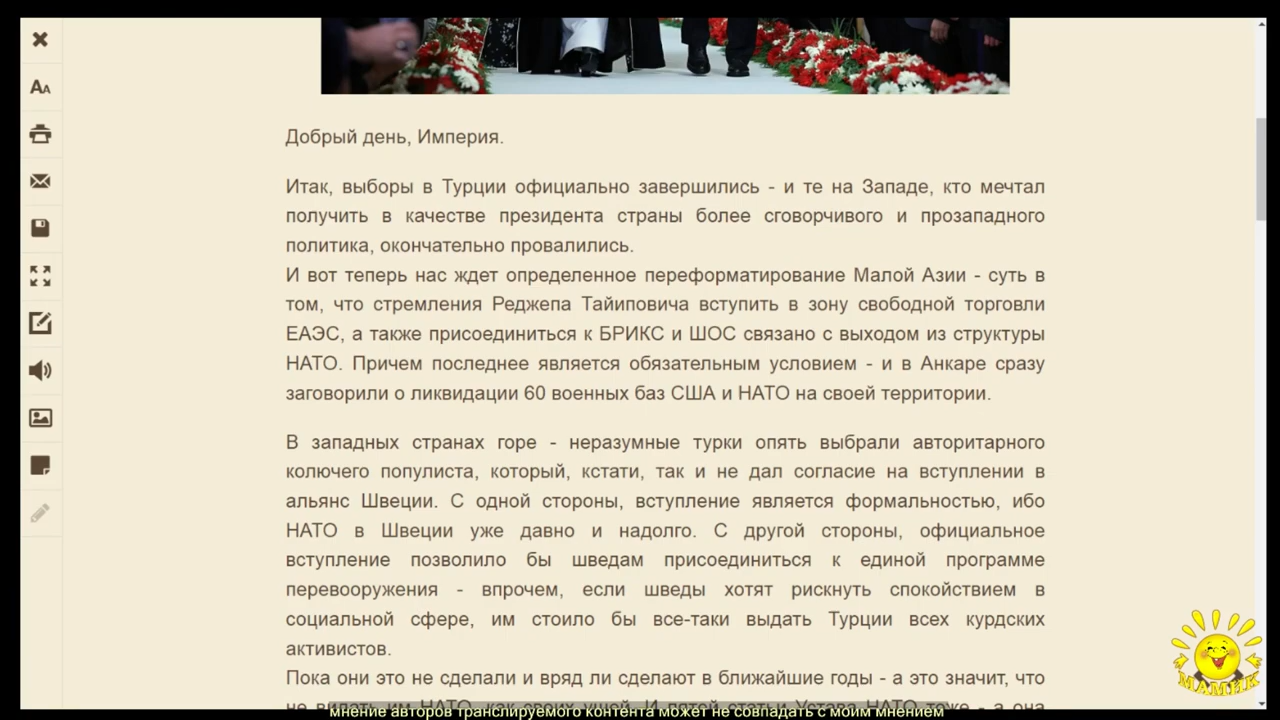 Добрый день, Империя.
Итак, выборы в Турции официально завершились - и те на Западе, кто мечтал
получить в качестве президента страны более сговорчивого и прозападного
политика, окончательно провалились.
И вот теперь нас ждет определенное переформатирование Малой Азии - суть в
том, что стремления Реджепа Тайиповича вступить в зону свободной торговли
ЕАЭС, а также присоединиться к БРИКС и ШОС связано с выходом из структуры
НАТО. Причем последнее является обязательным условием - и в Анкаре сразу
заговорили о ликвидации 60 военных баз США и НАТО на своей территории.
В западных странах горе - неразумные турки опять выбрали авторитарного
колючего популиста, который, кстати, так и не дал согласие на вступлении в
альянс Швеции. С одной стороны, вступление является формальностью, ибо
НАТО в Швеции уже давно и надолго. С другой стороны, официальное
вступление позволило бы шведам присоединиться к единой программе
перевооружения - впрочем, если шведы хотят рискнуть спокойствием в
социальной сфере, им стоило бы все-таки выдать Турции всех курдских
активистов.
Пока они это не сделали и вряд ли сделают в ближайшие годы - а это значит, что
мнение авторов транслируемого контента может не совпадать с моим мнением
Аа
МАМИК